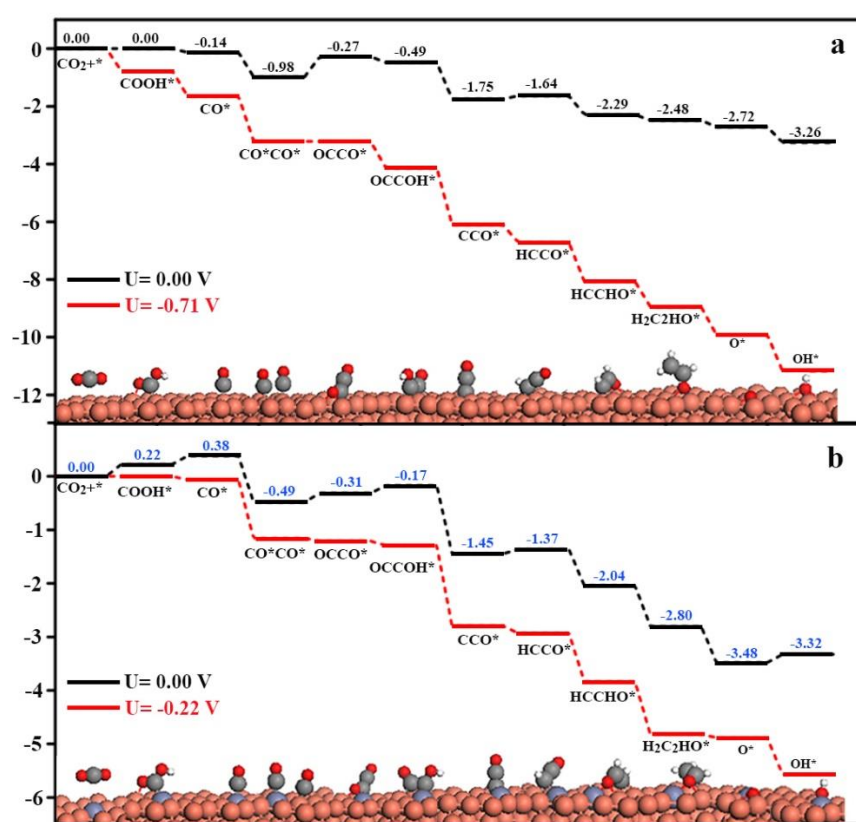 a
0
-2
-4
-6
-8
-10
-12
0.00
0.00
-0.14
-0.98
-0.27
-0.49
-1.75
-1.64
-2.29
-2.48
-2.72
-3.26
CO₂+*
COOH*
CO*
CO*CO*
OCCO*
OCCOH*
CCO*
HCCO*
HCCHO*
H₂C2HO*
O*
OH*
U= 0.00 V
U= -0.71 V
b
0
-1
-2
-3
-4
-5
-6
0.00
0.22
0.38
-0.49
-0.31
-0.17
-1.45
-1.37
-2.04
-2.80
-3.48
-3.32
CO₂+*
COOH*
CO*
CO*CO*
OCCO*
OCCOH*
CCO*
HCCO*
HCCHO*
H₂C₂HO*
O*
OH*
U= 0.00 V
U= -0.22 V